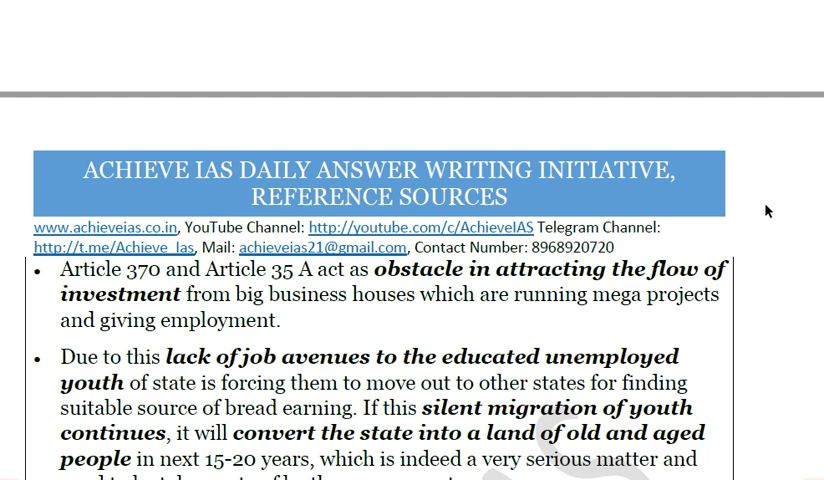 ACHIEVE IAS DAILY ANSWER WRITING INITIATIVE,
REFERENCE SOURCES
www.achieveias.co.in, YouTube Channel: http://youtube.com/c/AchieveIAS Telegram Channel:
http://t.me/Achieve_Ias, Mail: achieveias21@gmail.com, Contact Number: 8968920720
• Article 370 and Article 35 A act as obstacle in attracting the flow of
investment from big business houses which are running mega projects
and giving employment.
• Due to this lack of job avenues to the educated unemployed
youth of state is forcing them to move out to other states for finding
suitable source of bread earning. If this silent migration of youth
continues, it will convert the state into a land of old and aged
people in next 15-20 years, which is indeed a very serious matter and